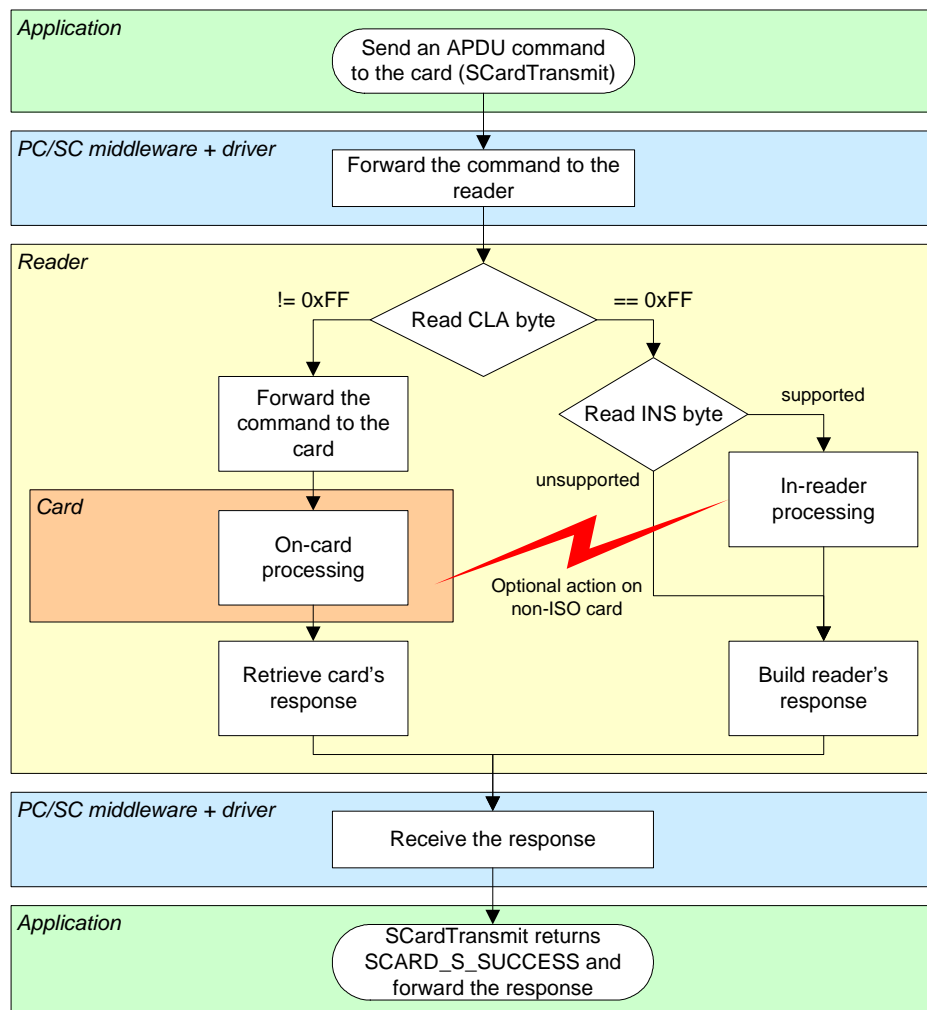 Application
Send an APDU command
to the card (SCardTransmit)
PC/SC middleware + driver
Forward the command to the
reader
Reader
!= 0xFF
== 0xFF
Read CLA byte
Forward the
command to the
card
Read INS byte
supported
unsupported
Card
On-card
processing
In-reader
processing
Optional action on
non-ISO card
Retrieve card's
response
Build reader's
response
PC/SC middleware + driver
Receive the response
Application
SCardTransmit returns
SCARD_S_SUCCESS and
forward the response